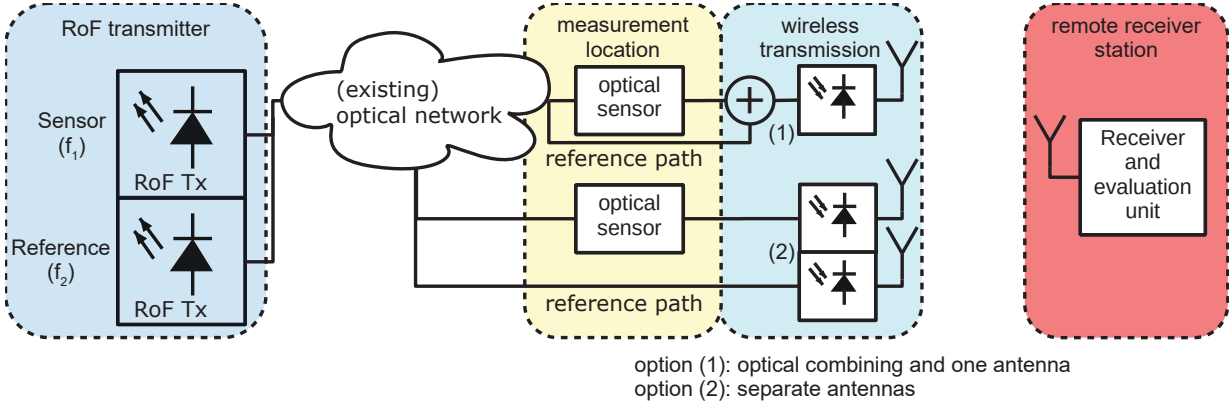 RoF transmitter
Sensor
(f1)
RoF Tx
Reference
(f2)
RoF Tx
(existing)
optical network
measurement
location
optical
sensor
reference path
optical
sensor
reference path
wireless
transmission
(1)
(2)
remote receiver
station
Receiver
and
evaluation
unit
option (1): optical combining and one antenna
option (2): separate antennas